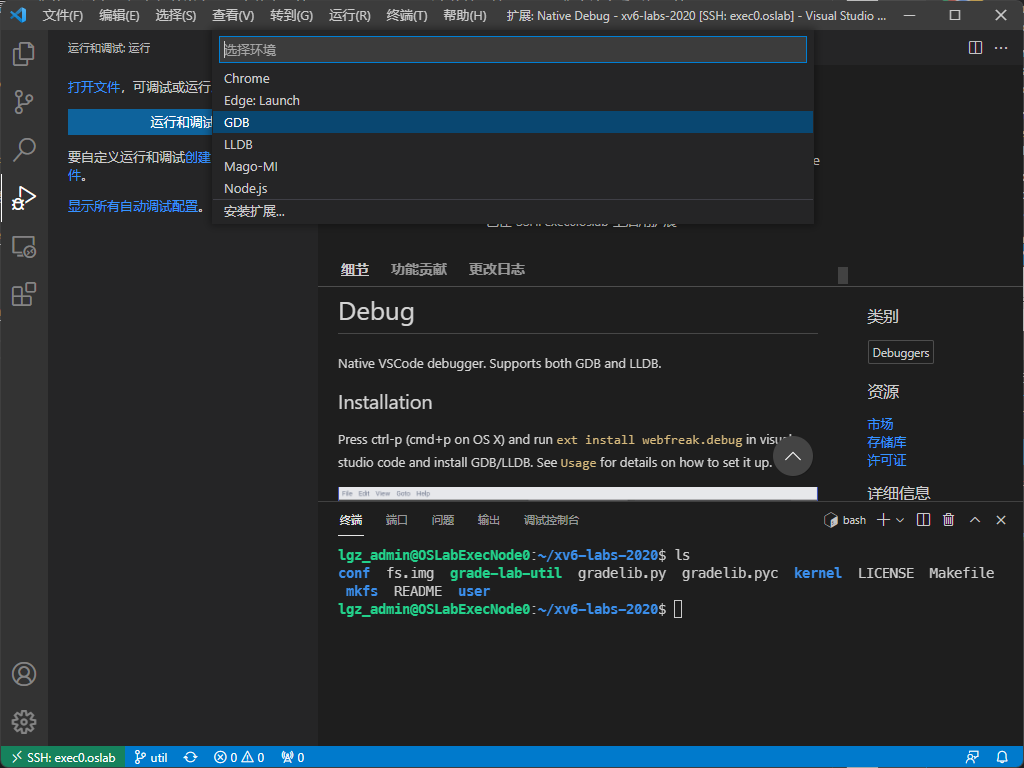 文件(F) 编辑(E) 选择(S) 查看(V) 转到(G) 运行(R) 终端(T) 帮助(H) 扩展: Native Debug - xv6-labs-2020 [SSH: exec0.oslab] - Visual Studio ...
运行和调试: 运行
选择环境
Chrome
Edge: Launch
GDB
LLDB
Mago-MI
Node.js
安装扩展...
打开文件，可调试或运行
运行和调试
要自定义运行和调试创建
件。
显示所有自动调试配置。
细节 功能贡献 更改日志
Debug
Native VSCode debugger. Supports both GDB and LLDB.
Installation
Press ctrl-p (cmd+p on OS X) and run ext install webfreak.debug in visual
studio code and install GDB/LLDB. See Usage for details on how to set it up.
File Edit View Goto Help
类别
Debuggers
资源
市场
存储库
许可证
详细信息
终端 端口 问题 输出 调试控制台 bash
lgz_admin@OSLabExecNode0:~/xv6-labs-2020$ ls
conf fs.img grade-lab-util gradelib.py gradelib.pyc kernel LICENSE Makefile
mkfs README user
lgz_admin@OSLabExecNode0:~/xv6-labs-2020$
SSH: exec0.oslab util 0 0 0